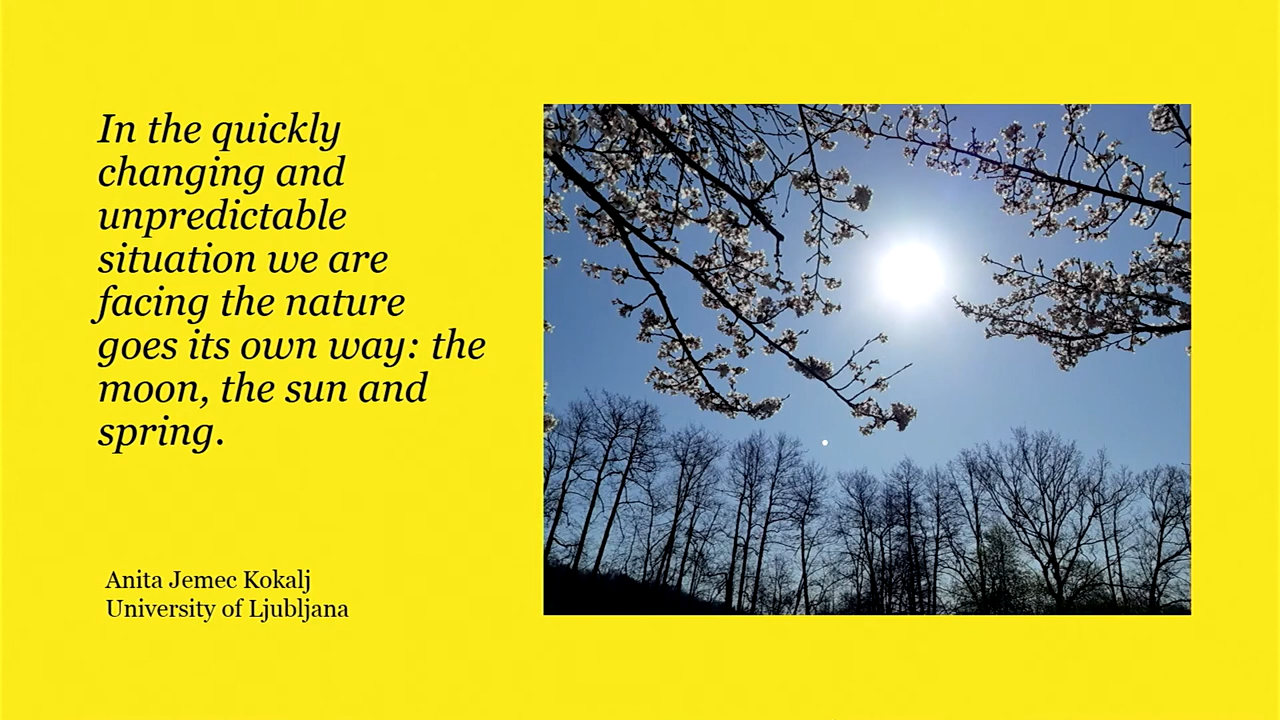 In the quickly
changing and
unpredictable
situation we are
facing the nature
goes its own way: the
moon, the sun and
spring.
Anita Jemec Kokalj
University of Ljubljana